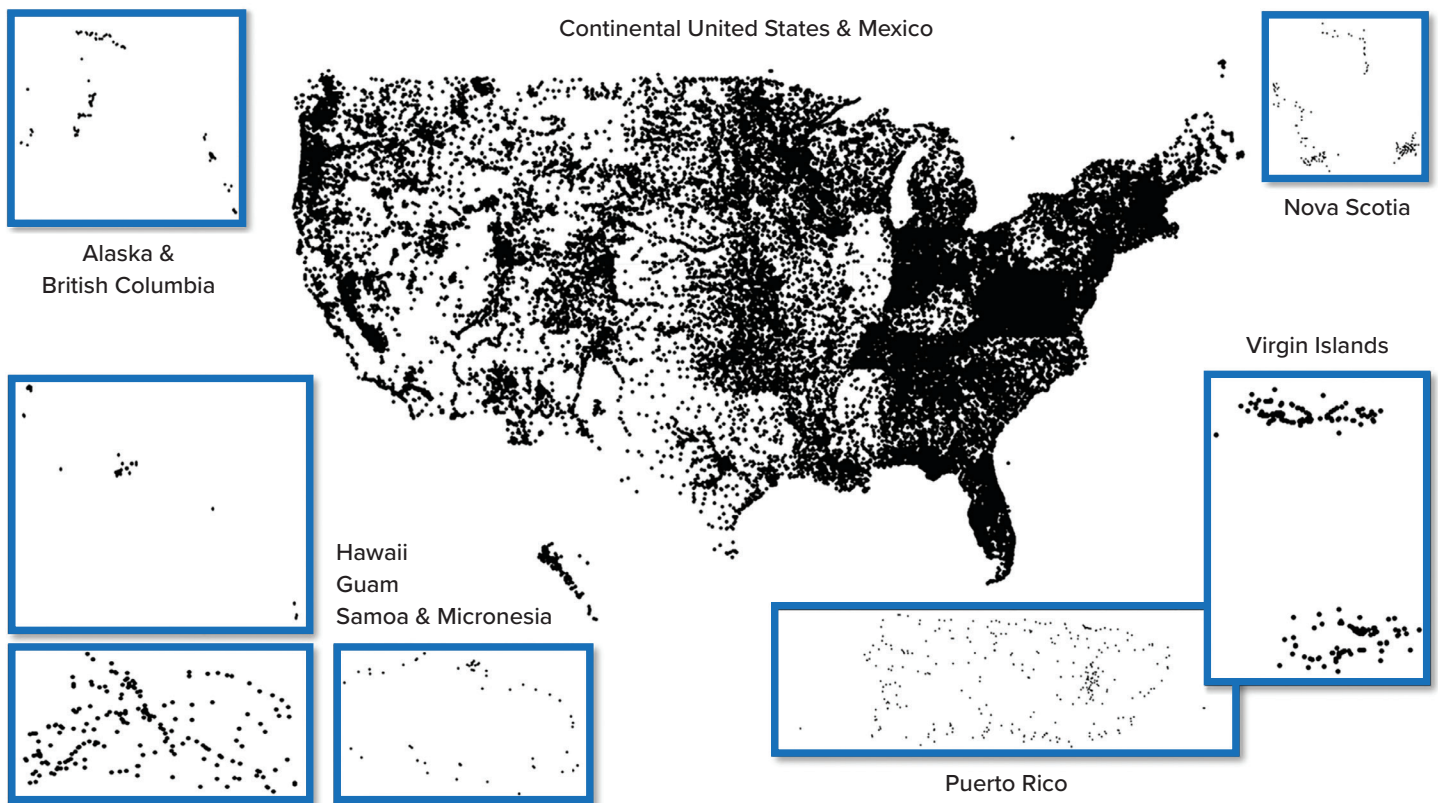 Continental United States & Mexico
Nova Scotia
Alaska &
British Columbia
Virgin Islands
Hawaii
Guam
Samoa & Micronesia
Puerto Rico